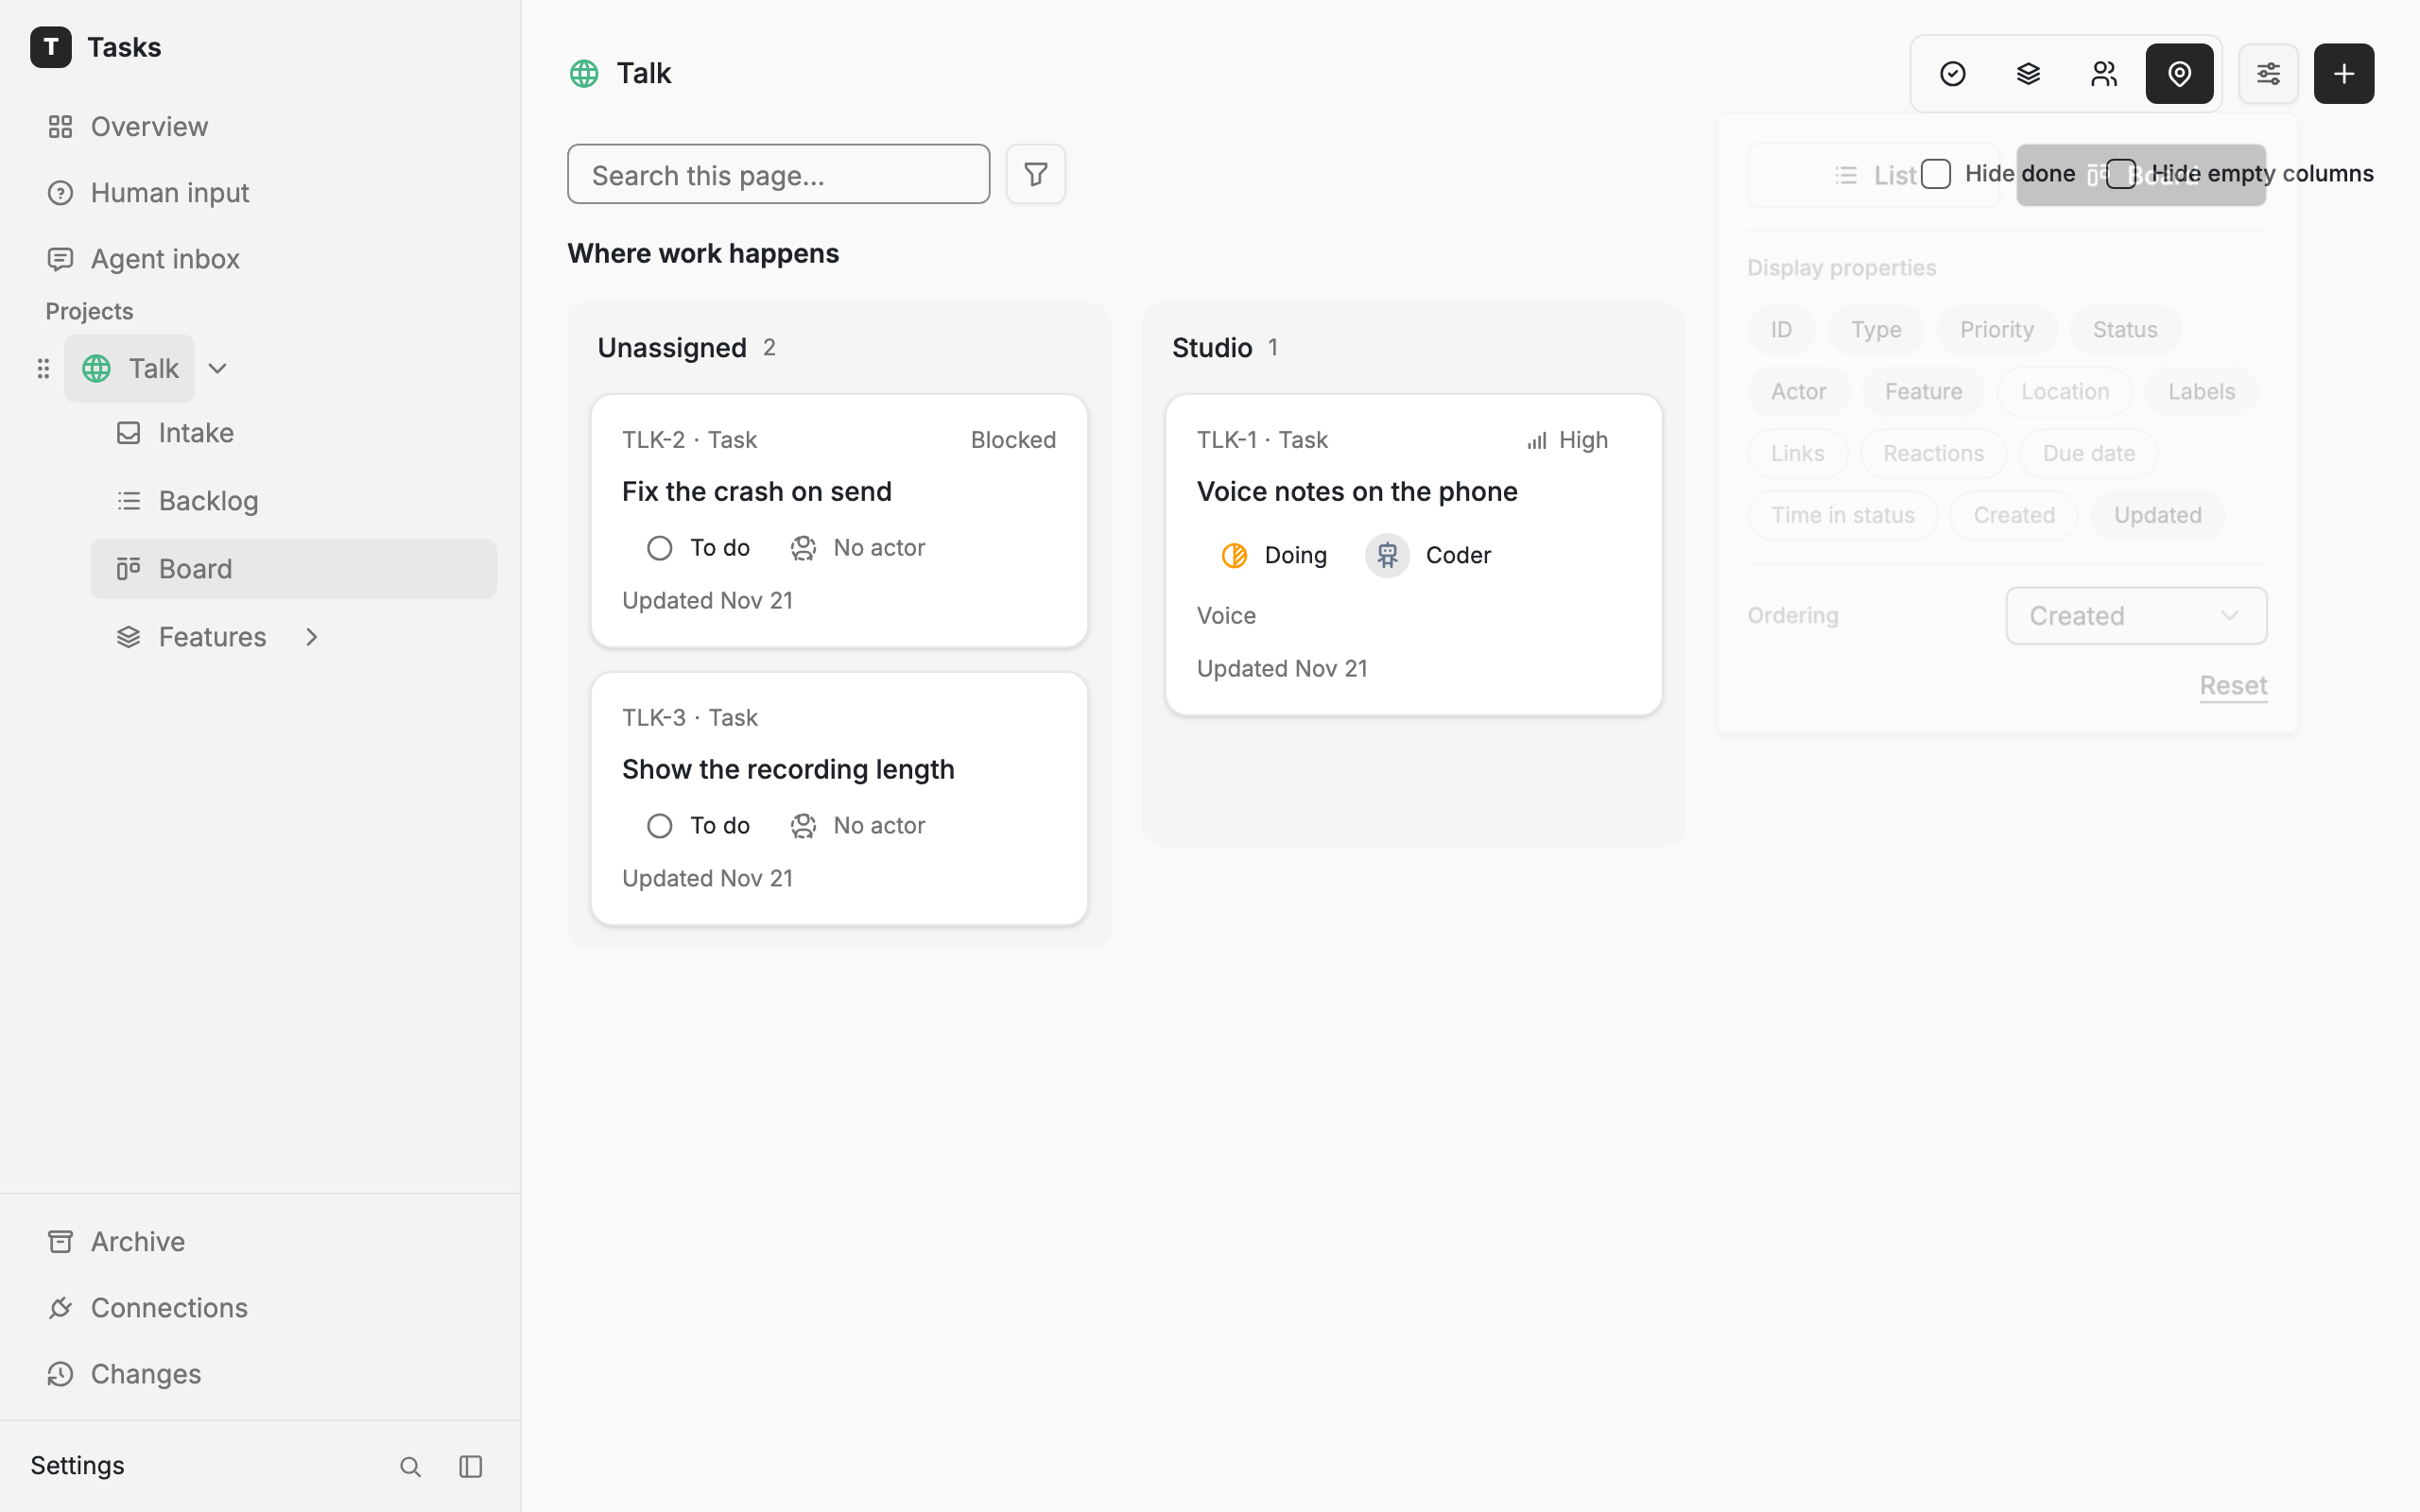 T Tasks
Overview
Human input
Agent inbox
Projects
Talk
Intake
Backlog
Board
Features
Archive
Connections
Changes
Settings
Talk
Search this page...
Hide done
Hide empty columns
Where work happens
Unassigned 2
TLK-2 · Task Blocked
Fix the crash on send
To do No actor
Updated Nov 21
TLK-3 · Task
Show the recording length
To do No actor
Updated Nov 21
Studio 1
TLK-1 · Task High
Voice notes on the phone
Doing Coder
Voice
Updated Nov 21
List Board
Display properties
ID Type Priority Status
Actor Feature Location Labels
Links Reactions Due date
Time in status Created Updated
Ordering Created
Reset